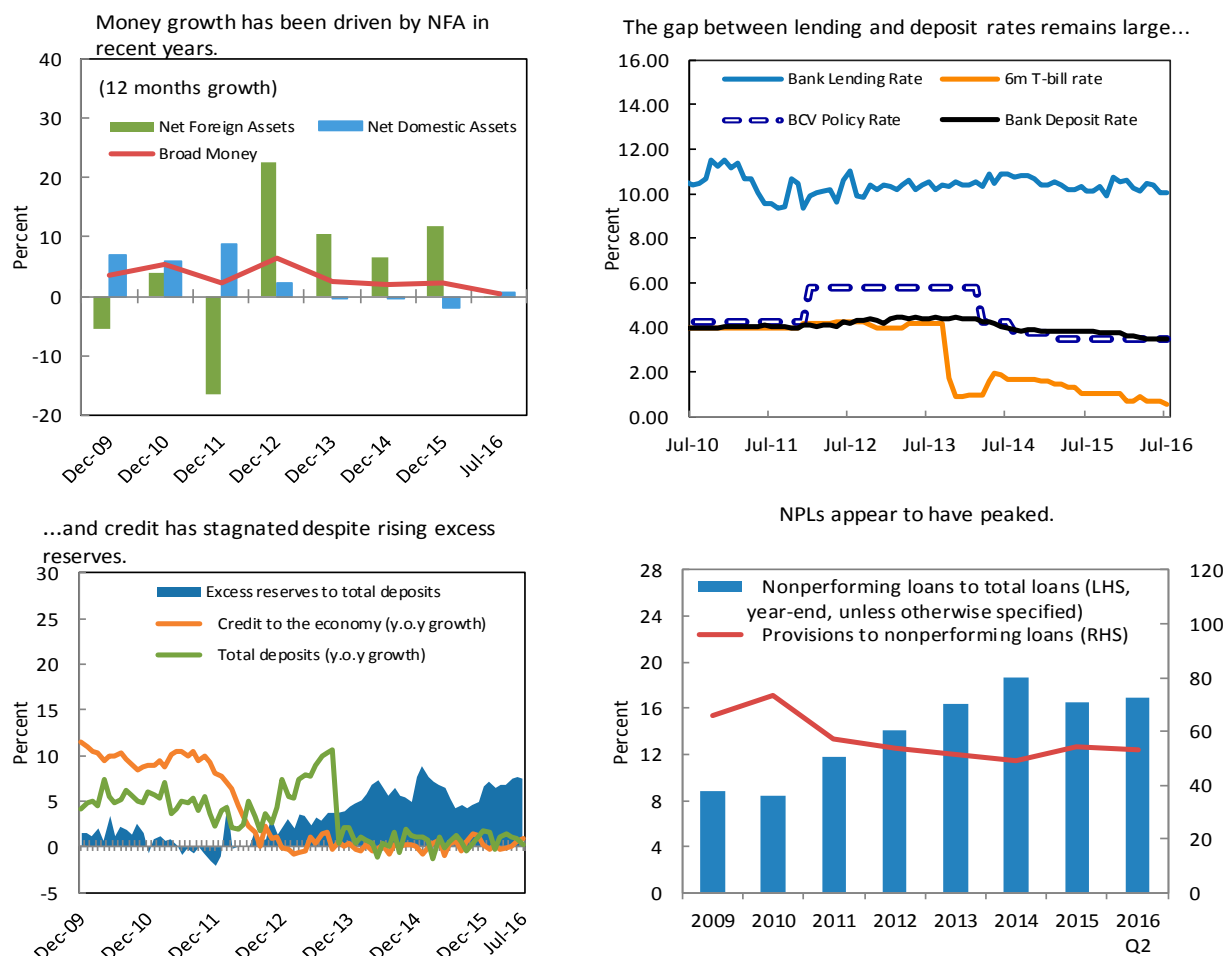 Money growth has been driven by NFA in
recent years.
40
30
20
10
0
-10
-20
Percent
(12 months growth)
Net Foreign Assets
Net Domestic Assets
Broad Money
Dec-09
Dec-10
Dec-11
Dec-12
Dec-13
Dec-14
Dec-15
Jul-16
The gap between lending and deposit rates remains large…
16.00
14.00
12.00
10.00
8.00
6.00
4.00
2.00
0.00
Percent
Bank Lending Rate
6m T-bill rate
BCV Policy Rate
Bank Deposit Rate
Jul-10
Jul-11
Jul-12
Jul-13
Jul-14
Jul-15
Jul-16
...and credit has stagnated despite rising excess
reserves.
30
25
20
15
10
5
0
-5
Percent
Excess reserves to total deposits
Credit to the economy (y.o.y growth)
Total deposits (y.o.y growth)
Dec-09
Dec-10
Dec-11
Dec-12
Dec-13
Dec-14
Dec-15
Jul-16
NPLs appear to have peaked.
28
24
20
16
12
8
4
0
Percent
120
100
80
60
40
20
0
Nonperforming loans to total loans (LHS,
year-end, unless otherwise specified)
Provisions to nonperforming loans (RHS)
2009
2010
2011
2012
2013
2014
2015
2016
Q2